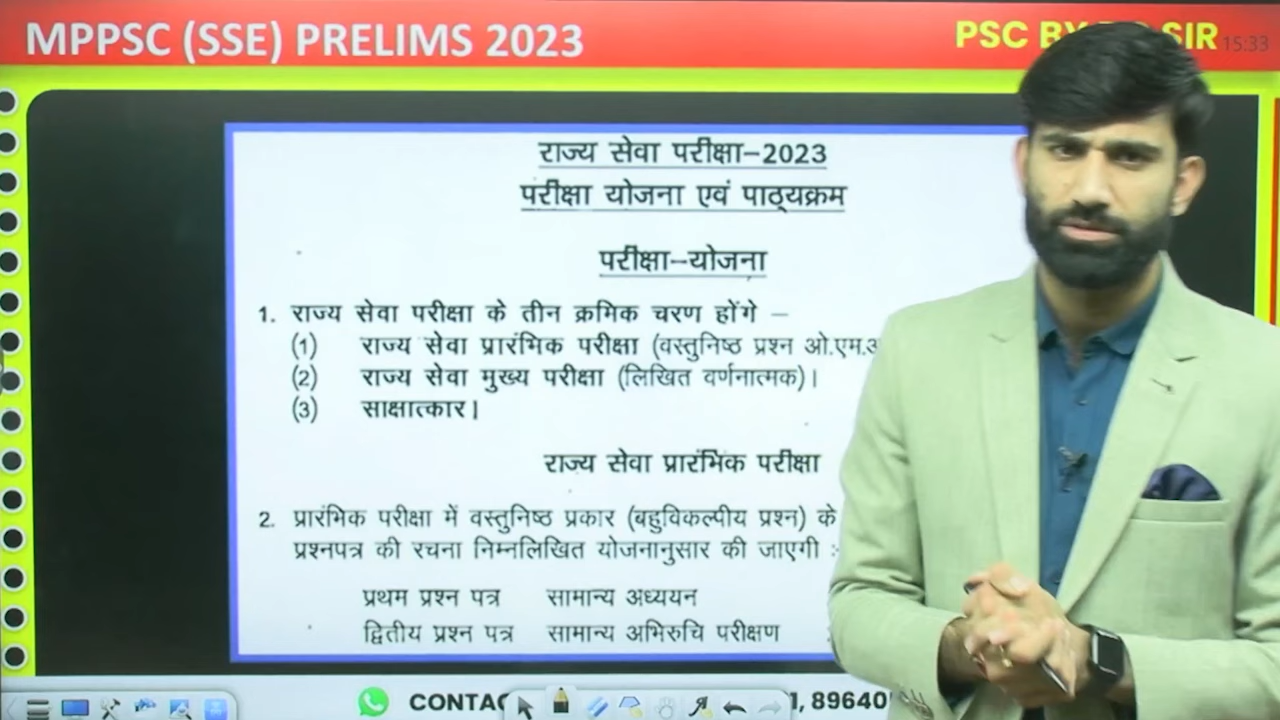 MPPSC (SSE) PRELIMS 2023
PSC BY SIR
15:33
राज्य सेवा परीक्षा–2023
परीक्षा योजना एवं पाठ्यक्रम
परीक्षा–योजना
1. राज्य सेवा परीक्षा के तीन क्रमिक चरण होंगे –
(1) राज्य सेवा प्रारंभिक परीक्षा (वस्तुनिष्ठ प्रश्न ओ.एम.
(2) राज्य सेवा मुख्य परीक्षा (लिखित वर्णनात्मक)।
(3) साक्षात्कार।
राज्य सेवा प्रारंभिक परीक्षा
2. प्रारंभिक परीक्षा में वस्तुनिष्ठ प्रकार (बहुविकल्पीय प्रश्न) के
प्रश्नपत्र की रचना निम्नलिखित योजनानुसार की जाएगी :-
प्रथम प्रश्न पत्र सामान्य अध्ययन
द्वितीय प्रश्न पत्र सामान्य अभिरुचि परीक्षण